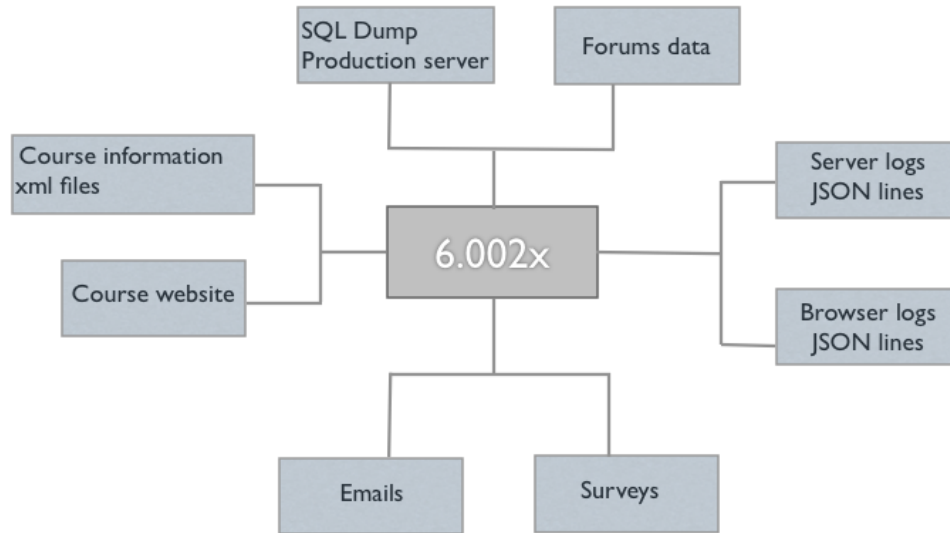 SQL Dump
Production server
Forums data
Course information
xml files
Server logs
JSON lines
6.002x
Course website
Browser logs
JSON lines
Emails
Surveys